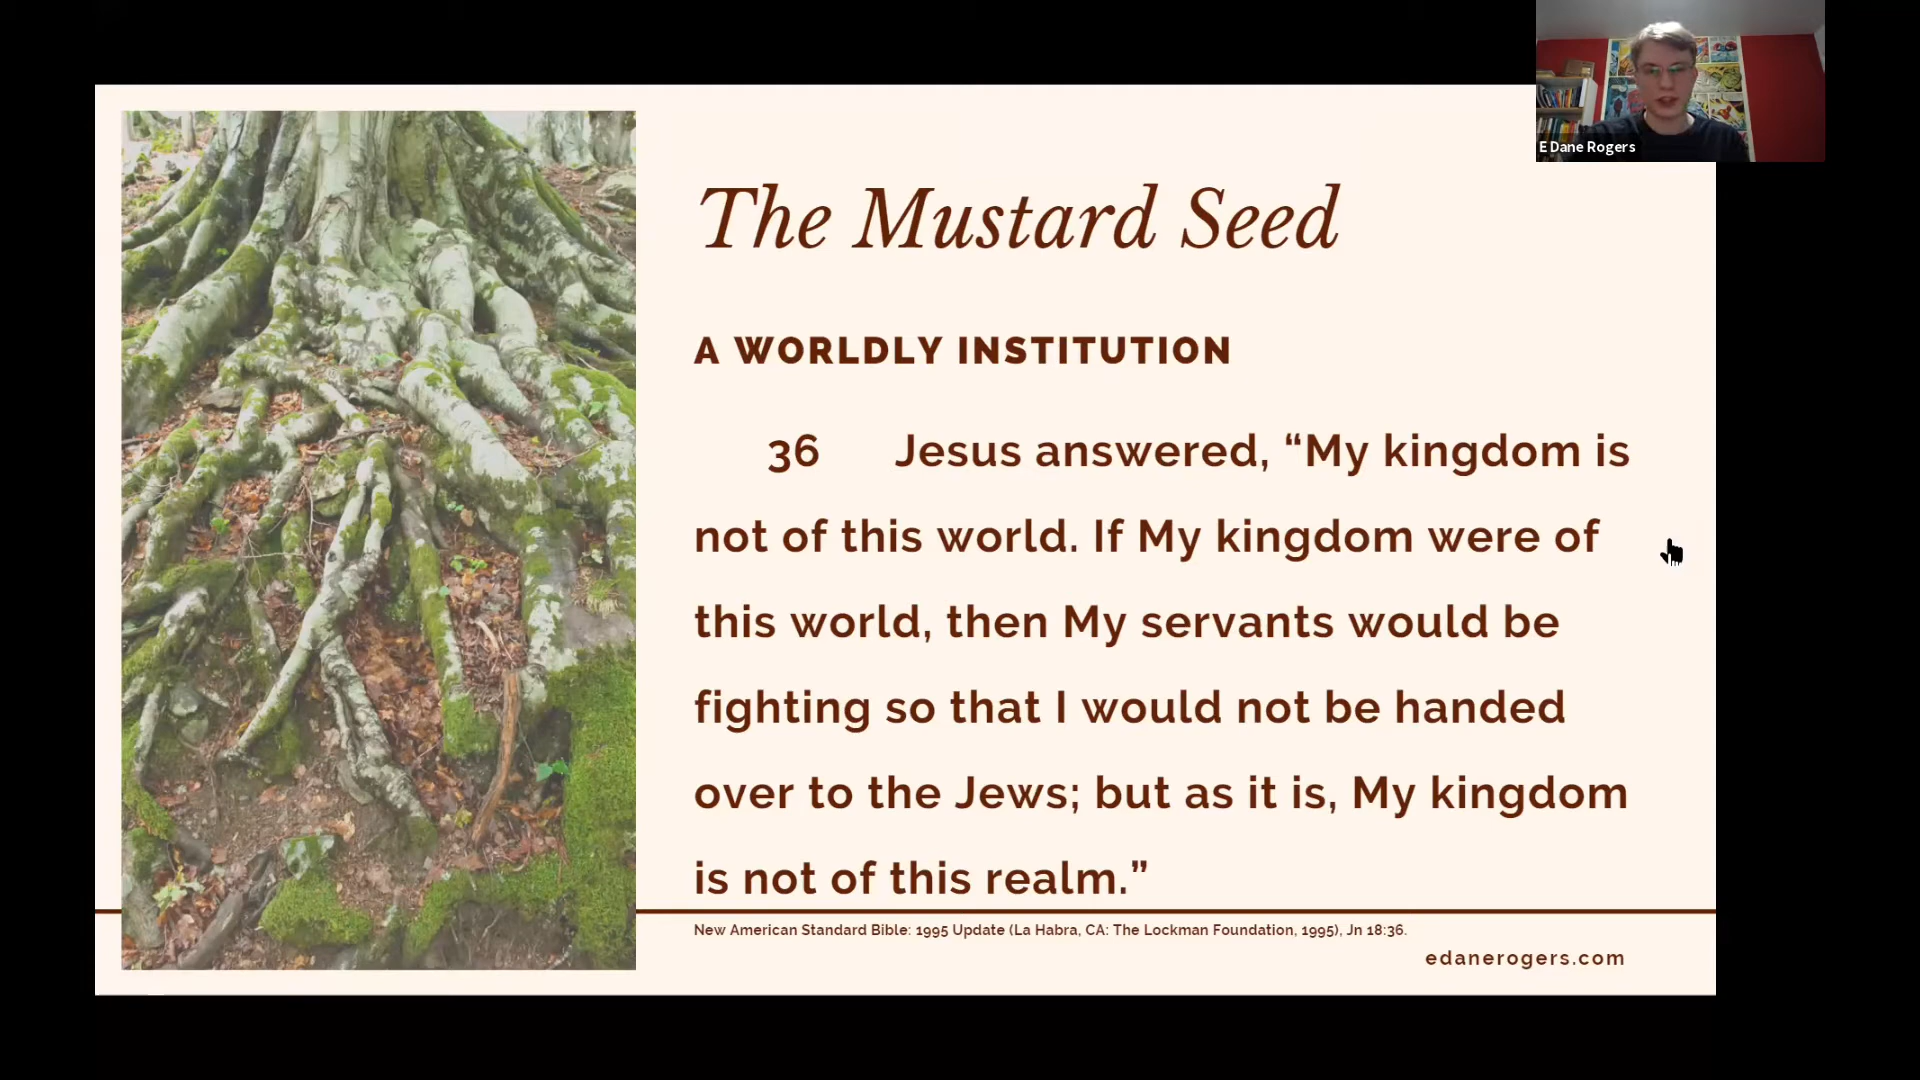 E Dane Rogers
The Mustard Seed
A WORLDLY INSTITUTION
36 Jesus answered, “My kingdom is
not of this world. If My kingdom were of
this world, then My servants would be
fighting so that I would not be handed
over to the Jews; but as it is, My kingdom
is not of this realm.”
New American Standard Bible: 1995 Update (La Habra, CA: The Lockman Foundation, 1995), Jn 18:36.
edanerogers.com